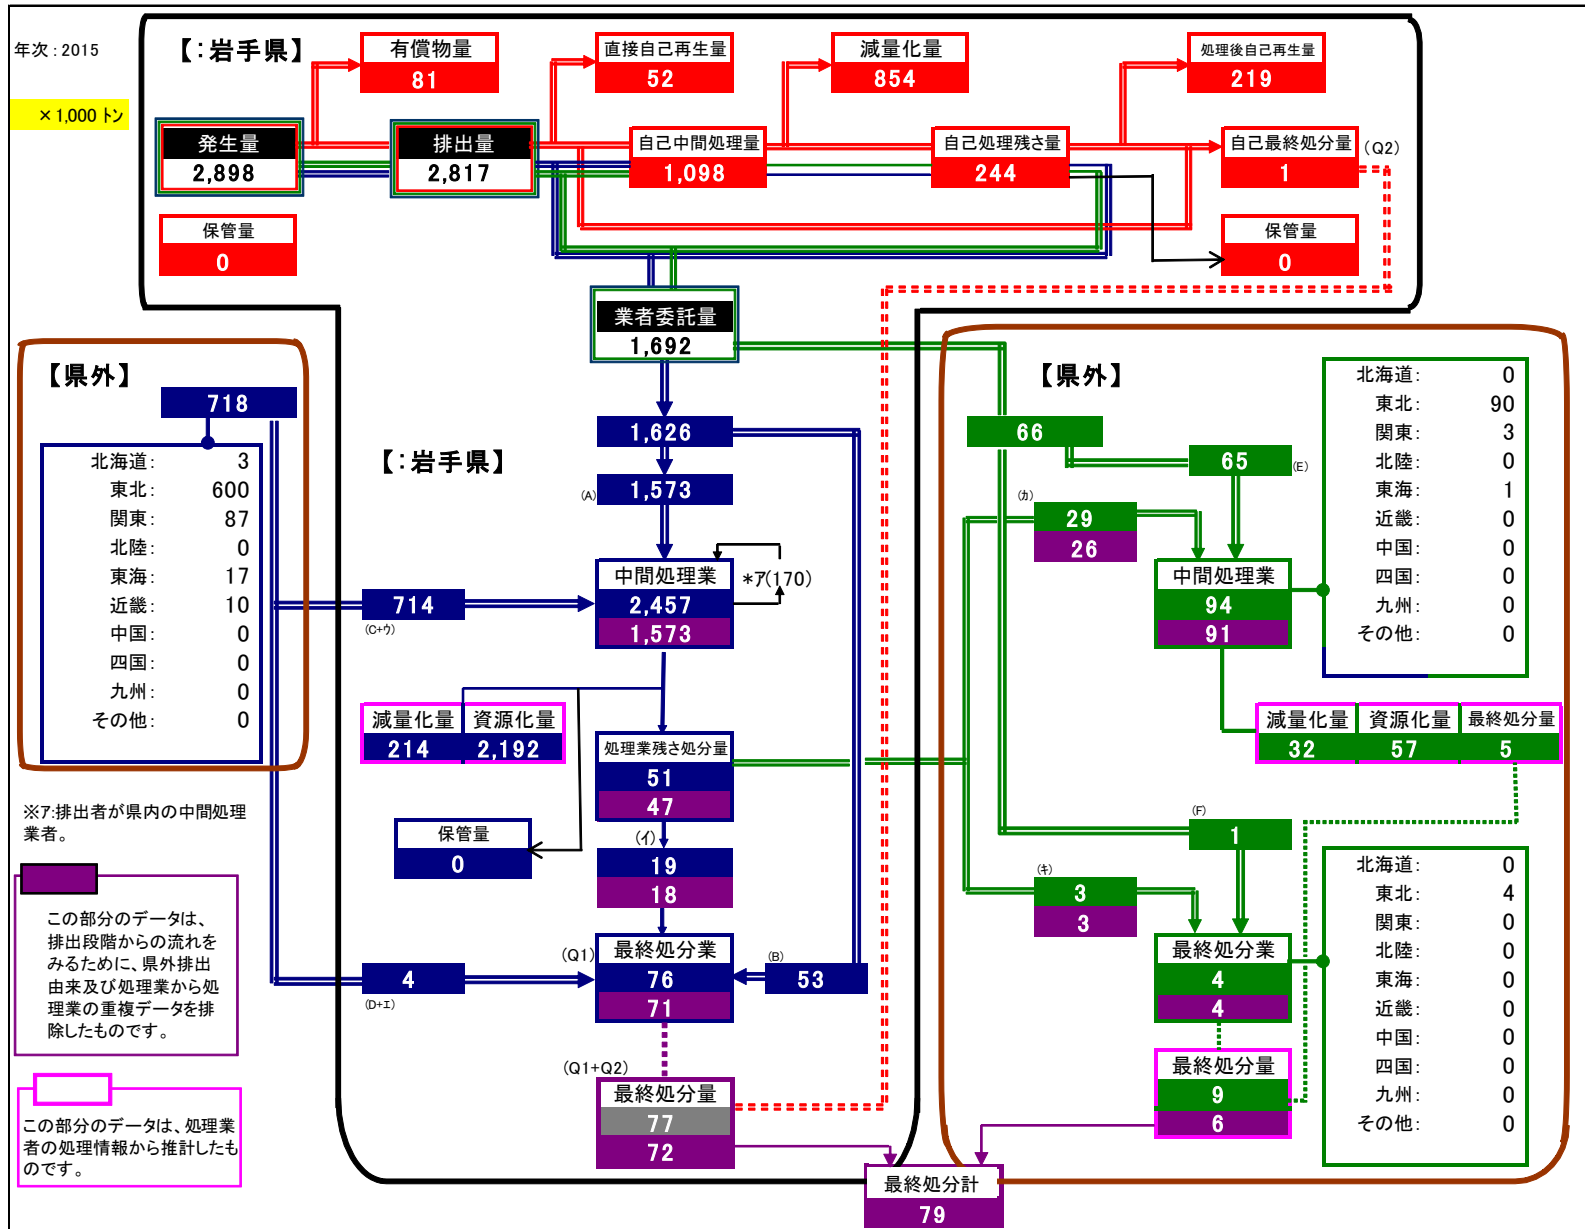 年次：2015
×1,000 トン
【：岩手県】
有償物量
81
直接自己再生量
52
減量化量
854
処理後自己再生量
219
発生量
2,898
排出量
2,817
自己中間処理量
1,098
自己処理残さ量
244
自己最終処分量
1
(Q2)
保管量
0
保管量
0
業者委託量
1,692
【県外】
718
北海道： 3
東北： 600
関東： 87
北陸： 0
東海： 17
近畿： 10
中国： 0
四国： 0
九州： 0
その他： 0
【：岩手県】
1,626
(A)
1,573
中間処理業
2,457
1,573
*ア(170)
714
(C+ウ)
減量化量
214
資源化量
2,192
処理業残さ処分量
51
47
保管量
0
(イ)
19
18
(Q1)
最終処分業
76
71
(B)
53
4
(D+エ)
(Q1+Q2)
最終処分量
77
72
【県外】
66
65
(E)
(カ)
29
26
中間処理業
94
91
北海道： 0
東北： 90
関東： 3
北陸： 0
東海： 1
近畿： 0
中国： 0
四国： 0
九州： 0
その他： 0
減量化量
32
資源化量
57
最終処分量
5
(F)
1
(キ)
3
3
最終処分業
4
4
最終処分量
9
6
北海道： 0
東北： 4
関東： 0
北陸： 0
東海： 0
近畿： 0
中国： 0
四国： 0
九州： 0
その他： 0
最終処分計
79
※ア:排出者が県内の中間処理
業者。
この部分のデータは、
排出段階からの流れを
みるために、県外排出
由来及び処理業から処
理業の重複データを排
除したものです。
この部分のデータは、処理業
者の処理情報から推計したも
のです。